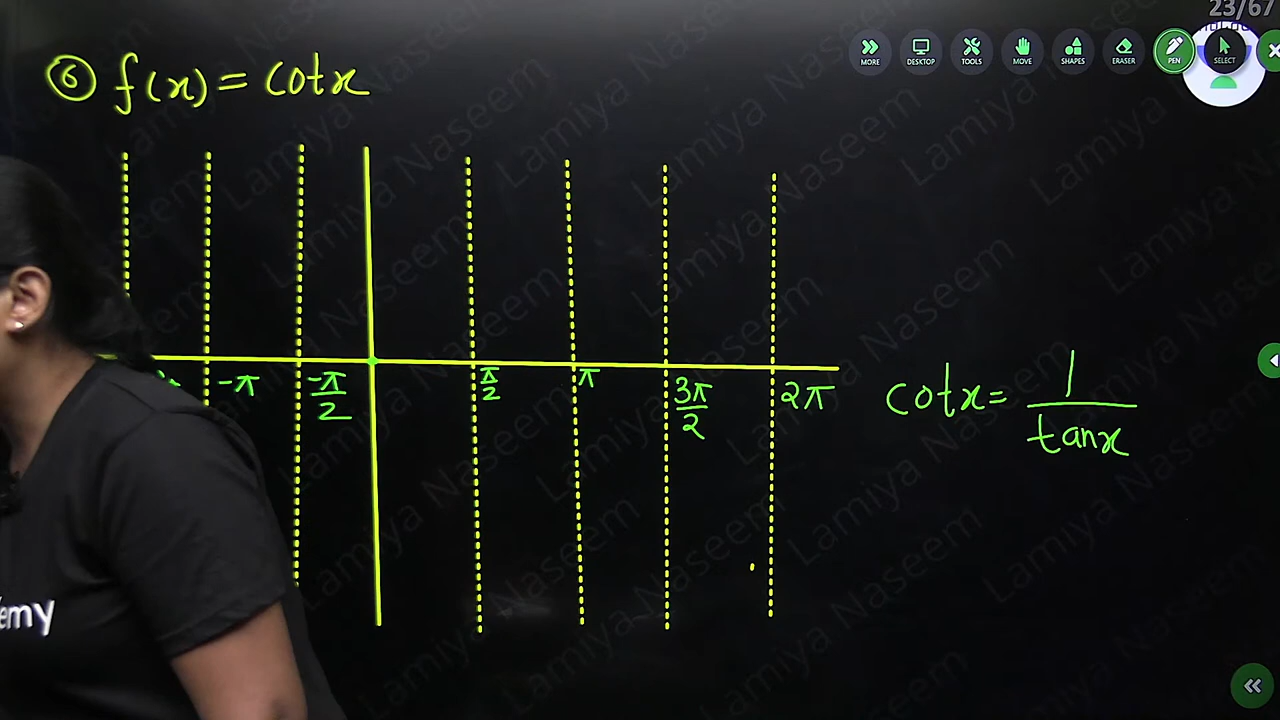 23/67
⑥ f(x) = cotx
MORE DESKTOP TOOLS MOVE SHAPES ERASER PEN SELECT
-π -π/2 π/2 π 3π/2 2π
cotx = 1/tanx
emy
Lamiya Naseem